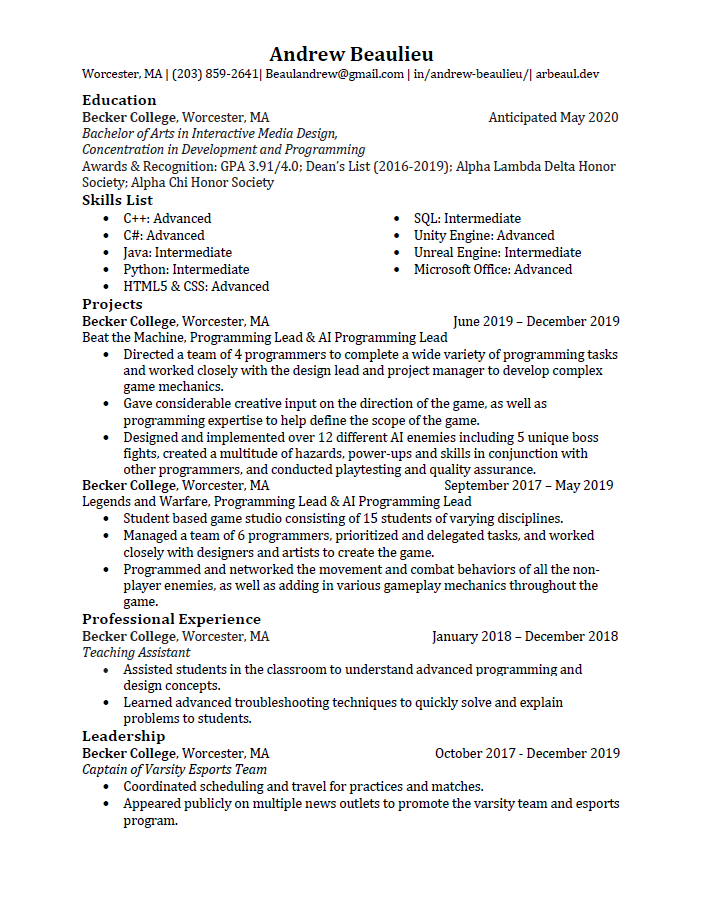 Andrew Beaulieu
Worcester, MA | (203) 859-2641| Beaulandrew@gmail.com | in/andrew-beaulieu/| arbeaul.dev
Education
Becker College, Worcester, MA Anticipated May 2020
Bachelor of Arts in Interactive Media Design,
Concentration in Development and Programming
Awards & Recognition: GPA 3.91/4.0; Dean's List (2016-2019); Alpha Lambda Delta Honor
Society; Alpha Chi Honor Society
Skills List
• C++: Advanced
• C#: Advanced
• Java: Intermediate
• Python: Intermediate
• HTML5 & CSS: Advanced
• SQL: Intermediate
• Unity Engine: Advanced
• Unreal Engine: Intermediate
• Microsoft Office: Advanced
Projects
Becker College, Worcester, MA June 2019 – December 2019
Beat the Machine, Programming Lead & AI Programming Lead
• Directed a team of 4 programmers to complete a wide variety of programming tasks
and worked closely with the design lead and project manager to develop complex
game mechanics.
• Gave considerable creative input on the direction of the game, as well as
programming expertise to help define the scope of the game.
• Designed and implemented over 12 different AI enemies including 5 unique boss
fights, created a multitude of hazards, power-ups and skills in conjunction with
other programmers, and conducted playtesting and quality assurance.
Becker College, Worcester, MA September 2017 – May 2019
Legends and Warfare, Programming Lead & AI Programming Lead
• Student based game studio consisting of 15 students of varying disciplines.
• Managed a team of 6 programmers, prioritized and delegated tasks, and worked
closely with designers and artists to create the game.
• Programmed and networked the movement and combat behaviors of all the non-
player enemies, as well as adding in various gameplay mechanics throughout the
game.
Professional Experience
Becker College, Worcester, MA January 2018 – December 2018
Teaching Assistant
• Assisted students in the classroom to understand advanced programming and
design concepts.
• Learned advanced troubleshooting techniques to quickly solve and explain
problems to students.
Leadership
Becker College, Worcester, MA October 2017 - December 2019
Captain of Varsity Esports Team
• Coordinated scheduling and travel for practices and matches.
• Appeared publicly on multiple news outlets to promote the varsity team and esports
program.